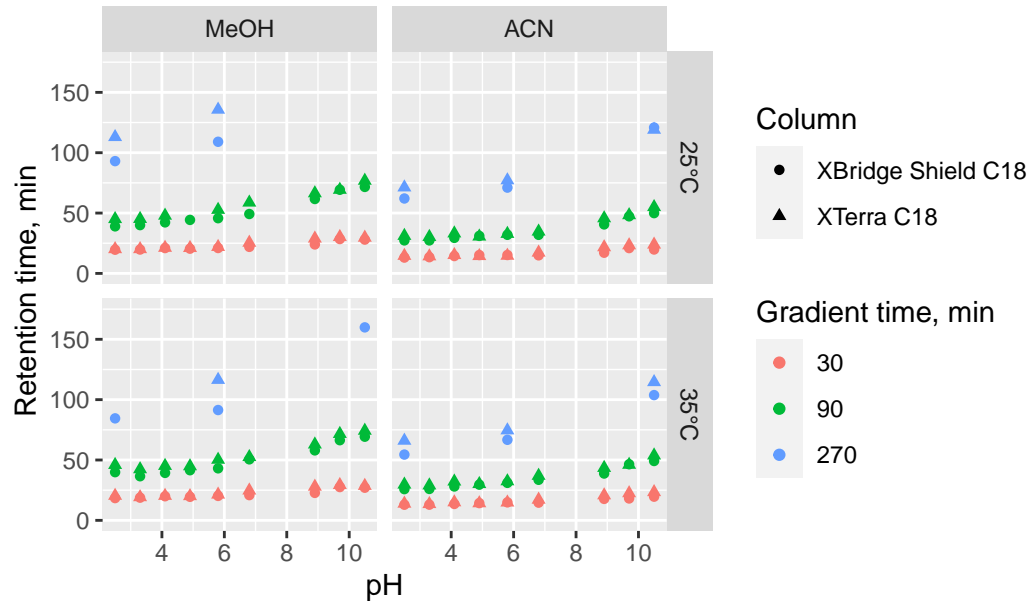 MeOH
ACN
150
100
50
0
25°C
150
100
50
0
35°C
4
6
8
10
4
6
8
10
pH
Retention time, min
Column
XBridge Shield C18
XTerra C18
Gradient time, min
30
90
270